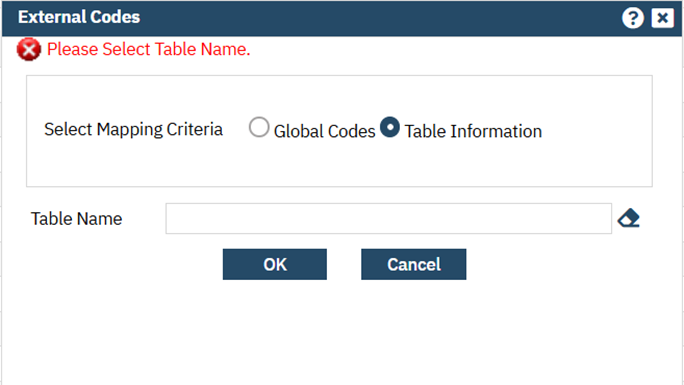 External Codes ?
Please Select Table Name.
Select Mapping Criteria Global Codes Table Information
Table Name
OK Cancel